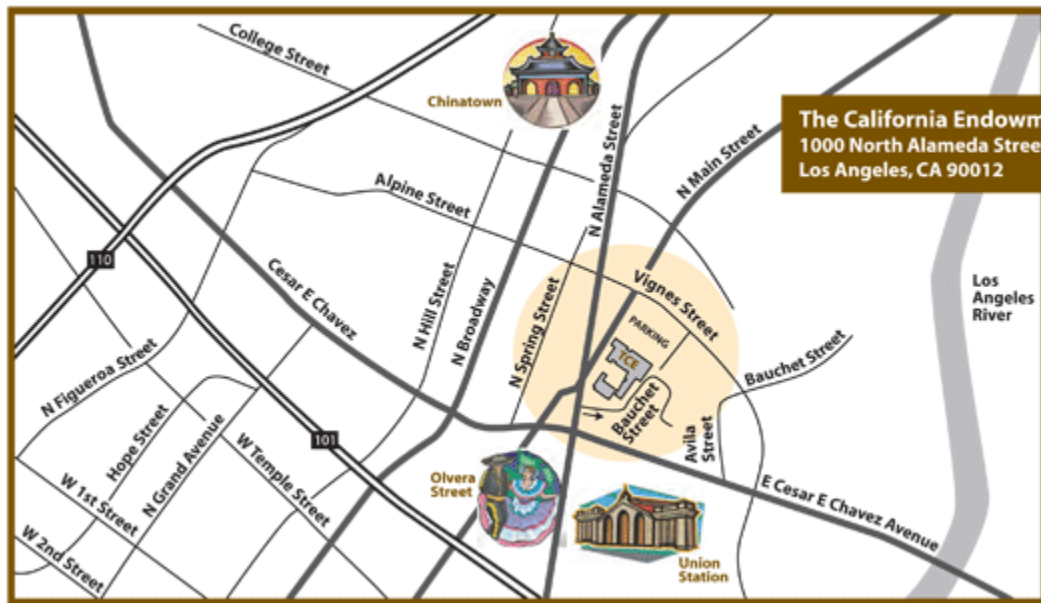 College Street
Chinatown
The California Endowm
1000 North Alameda Stree
Los Angeles, CA 90012
N Alameda Street
N Main Street
Alpine Street
110
Cesar E Chavez
N Hill Street
N Broadway
N Spring Street
Vignes Street
PARKING
TCE
Los
Angeles
River
Bauchet Street
Bauchet
Street
Avila
Street
N Figueroa Street
Hope Street
N Grand Avenue
101
W Temple Street
W 1st Street
W 2nd Street
Olvera
Street
E Cesar E Chavez Avenue
Union
Station